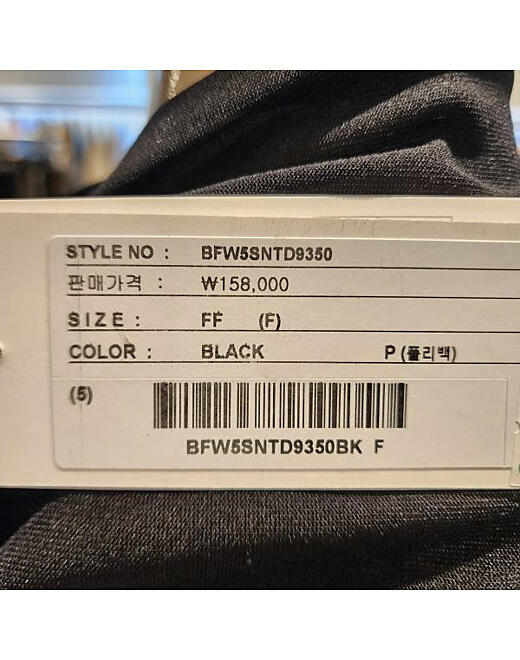 STYLE NO : BFW5SNTD9350
판매가격 : ₩158,000
SIZE : FF (F)
COLOR : BLACK P (폴리백)
(5)
BFW5SNTD9350BK F